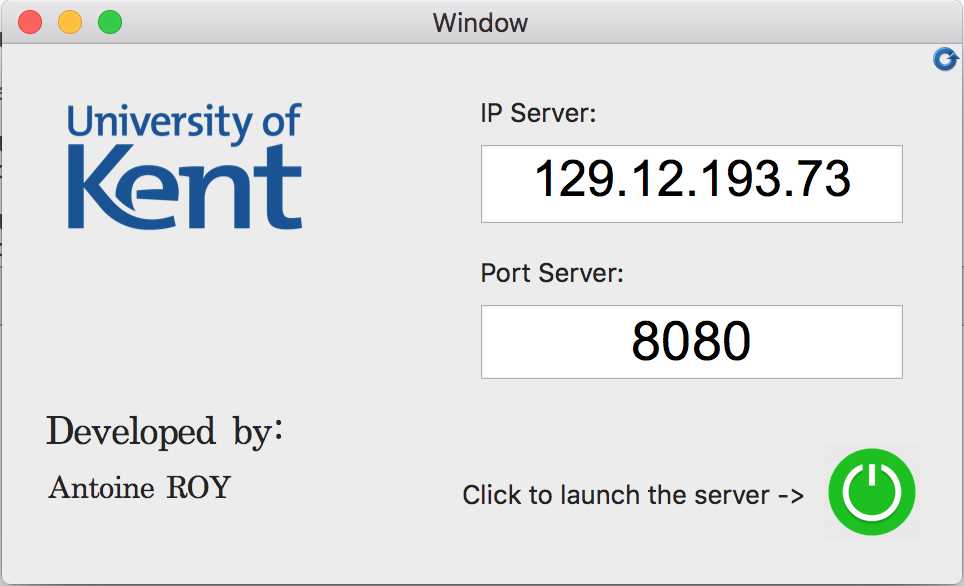 Window
University of
Kent
IP Server:
129.12.193.73
Port Server:
8080
Developed by:
Antoine ROY
Click to launch the server ->